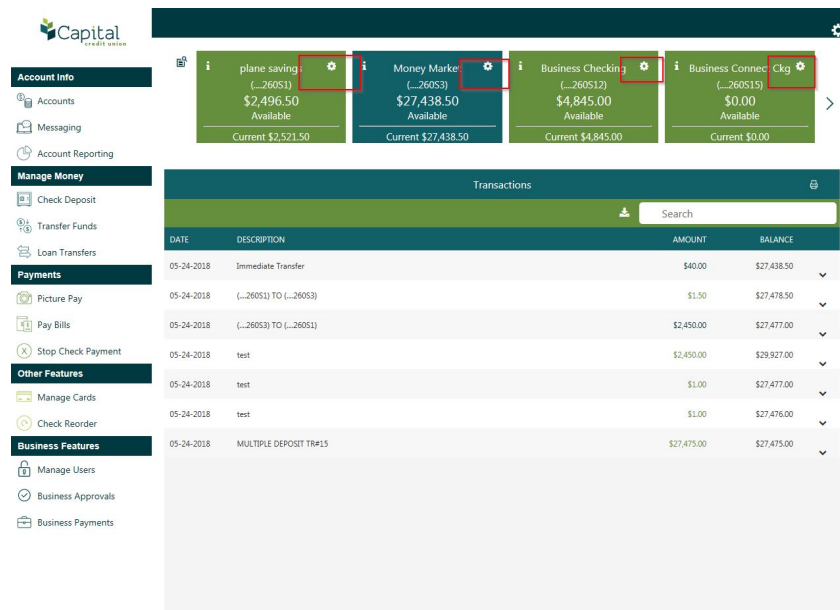 Capital
credit union
Account Info
Accounts
Messaging
Account Reporting
Manage Money
Check Deposit
Transfer Funds
Loan Transfers
Payments
Picture Pay
Pay Bills
Stop Check Payment
Other Features
Manage Cards
Check Reorder
Business Features
Manage Users
Business Approvals
Business Payments
i plane savings
(....260S1)
$2,496.50
Available
Current $2,521.50
i Money Market
(....260S3)
$27,438.50
Available
Current $27,438.50
i Business Checking
(....260S12)
$4,845.00
Available
Current $4,845.00
i Business Connect Ckg
(....260S15)
$0.00
Available
Current $0.00
Transactions
Search
DATE DESCRIPTION AMOUNT BALANCE
05-24-2018 Immediate Transfer $40.00 $27,438.50
05-24-2018 (....260S1) TO (....260S3) $1.50 $27,478.50
05-24-2018 (....260S3) TO (....260S1) $2,450.00 $27,477.00
05-24-2018 test $2,450.00 $29,927.00
05-24-2018 test $1.00 $27,477.00
05-24-2018 test $1.00 $27,476.00
05-24-2018 MULTIPLE DEPOSIT TR#15 $27,475.00 $27,475.00